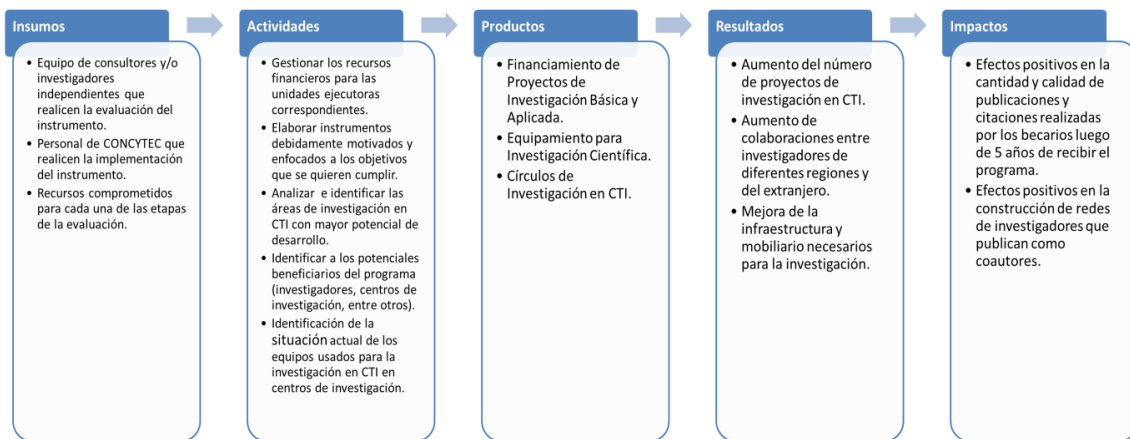 Insumos
• Equipo de consultores y/o
investigadores
independientes que
realicen la evaluación del
instrumento.
• Personal de CONCYTEC que
realicen la implementación
del instrumento.
• Recursos comprometidos
para cada una de las etapas
de la evaluación.
Actividades
• Gestionar los recursos
financieros para las
unidades ejecutoras
correspondientes.
• Elaborar instrumentos
debidamente motivados y
enfocados a los objetivos
que se quieren cumplir.
• Analizar e identificar las
áreas de investigación en
CTI con mayor potencial de
desarrollo.
• Identificar a los potenciales
beneficiarios del programa
(investigadores, centros de
investigación, entre otros).
• Identificación de la
situación actual de los
equipos usados para la
investigación en CTI en
centros de investigación.
Productos
• Financiamiento de
Proyectos de
Investigación Básica y
Aplicada.
• Equipamiento para
Investigación Científica.
• Círculos de
Investigación en CTI.
Resultados
• Aumento del número
de proyectos de
investigación en CTI.
• Aumento de
colaboraciones entre
investigadores de
diferentes regiones y
del extranjero.
• Mejora de la
infraestructura y
mobiliario necesarios
para la investigación.
Impactos
• Efectos positivos en la
cantidad y calidad de
publicaciones y
citaciones realizadas
por los becarios luego
de 5 años de recibir el
programa.
• Efectos positivos en la
construcción de redes
de investigadores que
publican como
coautores.